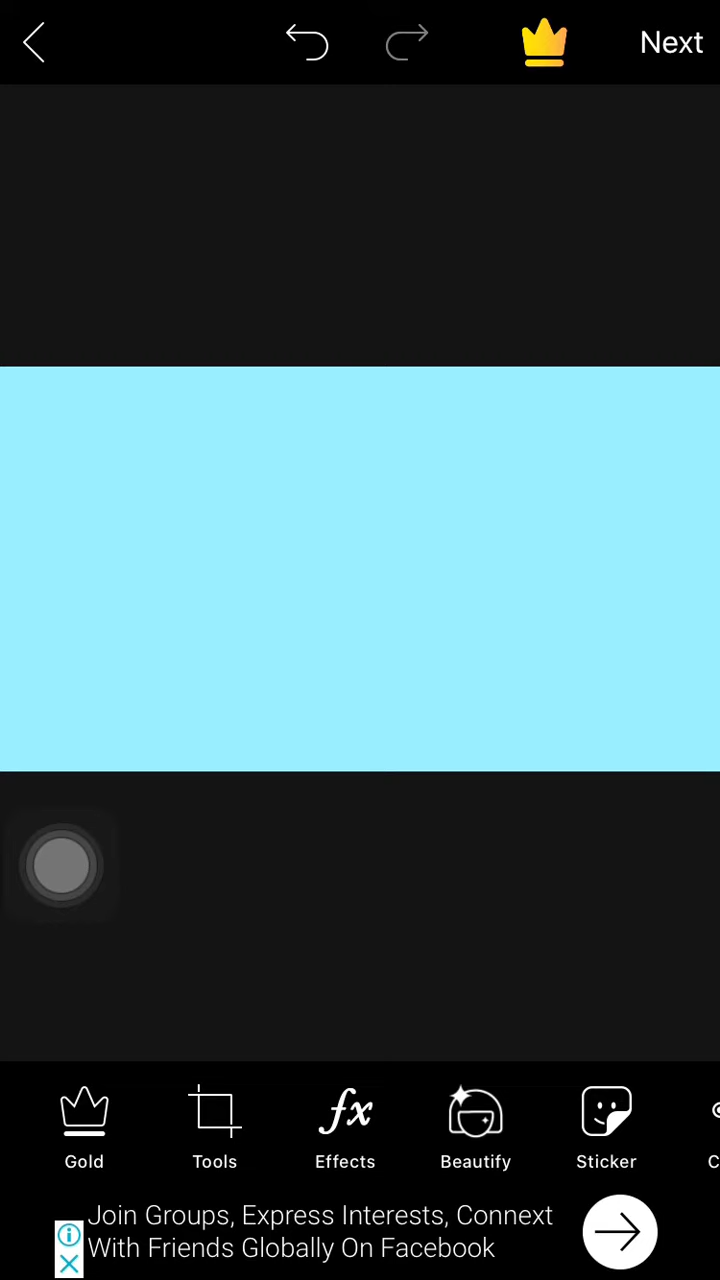 Next
Gold
Tools
Effects
Beautify
Sticker
Join Groups, Express Interests, Connext
With Friends Globally On Facebook